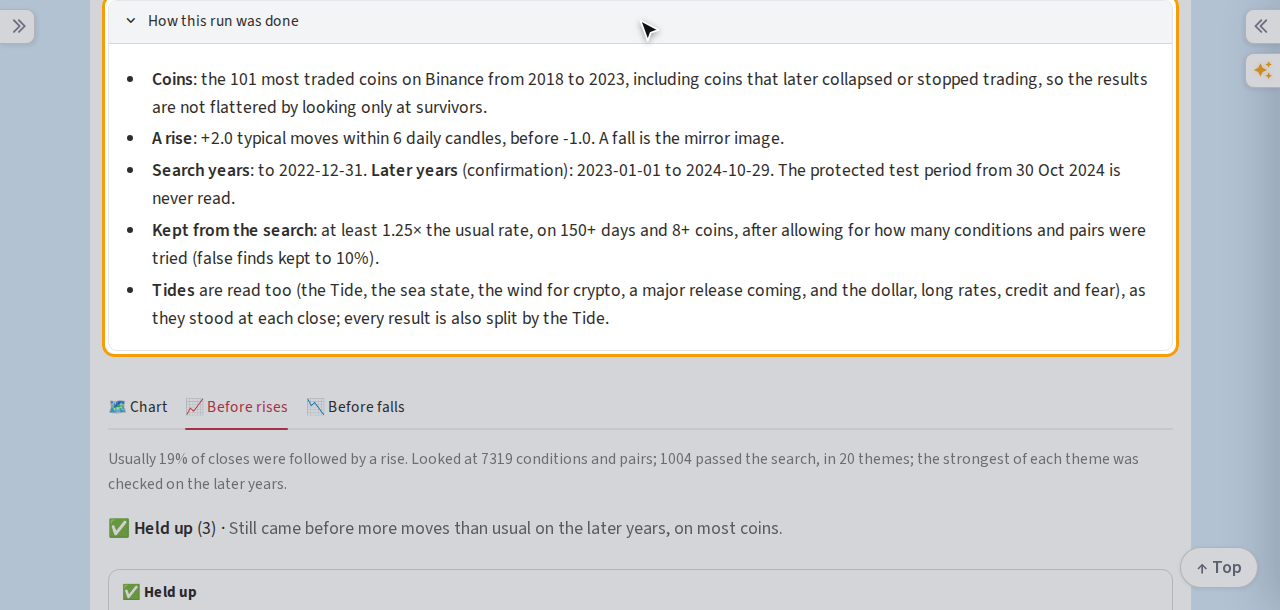 How this run was done
Coins: the 101 most traded coins on Binance from 2018 to 2023, including coins that later collapsed or stopped trading, so the results
are not flattered by looking only at survivors.
A rise: +2.0 typical moves within 6 daily candles, before -1.0. A fall is the mirror image.
Search years: to 2022-12-31. Later years (confirmation): 2023-01-01 to 2024-10-29. The protected test period from 30 Oct 2024 is
never read.
Kept from the search: at least 1.25× the usual rate, on 150+ days and 8+ coins, after allowing for how many conditions and pairs were
tried (false finds kept to 10%).
Tides are read too (the Tide, the sea state, the wind for crypto, a major release coming, and the dollar, long rates, credit and fear), as
they stood at each close; every result is also split by the Tide.
Chart Before rises Before falls
Usually 19% of closes were followed by a rise. Looked at 7319 conditions and pairs; 1004 passed the search, in 20 themes; the strongest of each theme was
checked on the later years.
Held up (3) · Still came before more moves than usual on the later years, on most coins.
Top
Held up